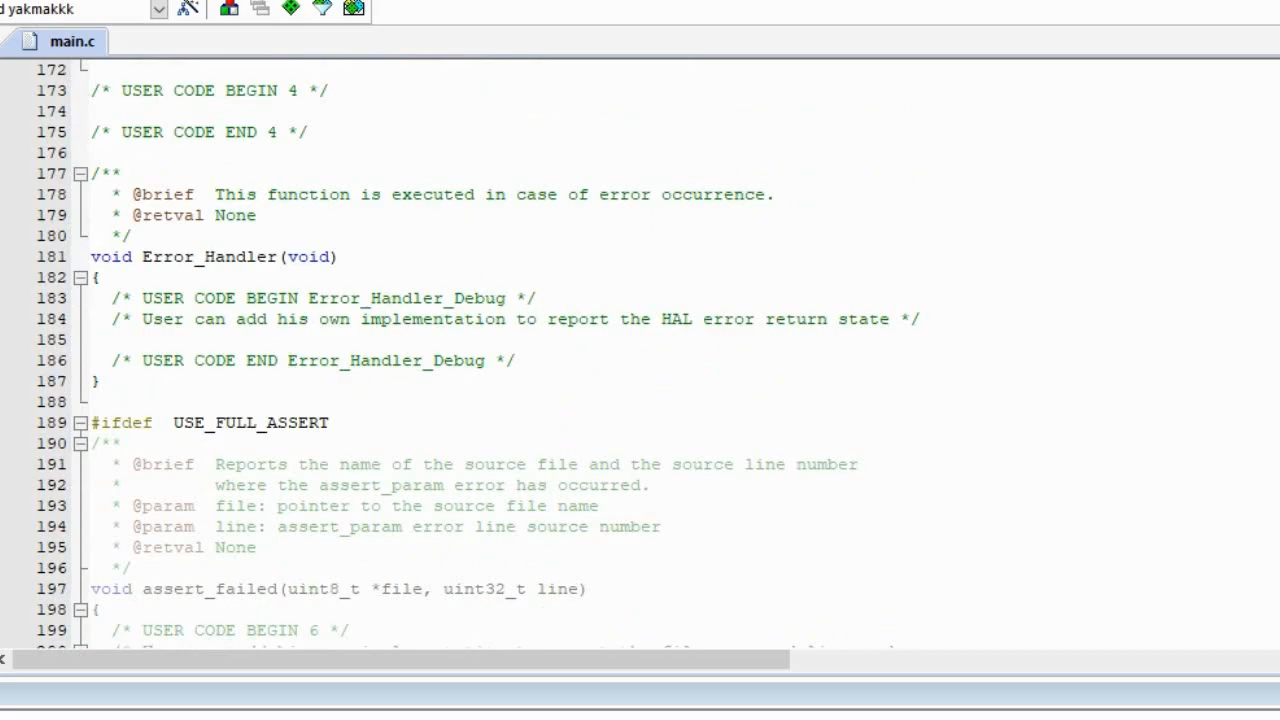 d yakmakkk
main.c
172
173 /* USER CODE BEGIN 4 */
174
175 /* USER CODE END 4 */
176
177 /**
178 * @brief  This function is executed in case of error occurrence.
179 * @retval None
180 */
181 void Error_Handler(void)
182 {
183 /* USER CODE BEGIN Error_Handler_Debug */
184 /* User can add his own implementation to report the HAL error return state */
185
186 /* USER CODE END Error_Handler_Debug */
187 }
188
189 #ifdef  USE_FULL_ASSERT
190 /**
191 * @brief  Reports the name of the source file and the source line number
192 *         where the assert_param error has occurred.
193 * @param  file: pointer to the source file name
194 * @param  line: assert_param error line source number
195 * @retval None
196 */
197 void assert_failed(uint8_t *file, uint32_t line)
198 {
199 /* USER CODE BEGIN 6 */